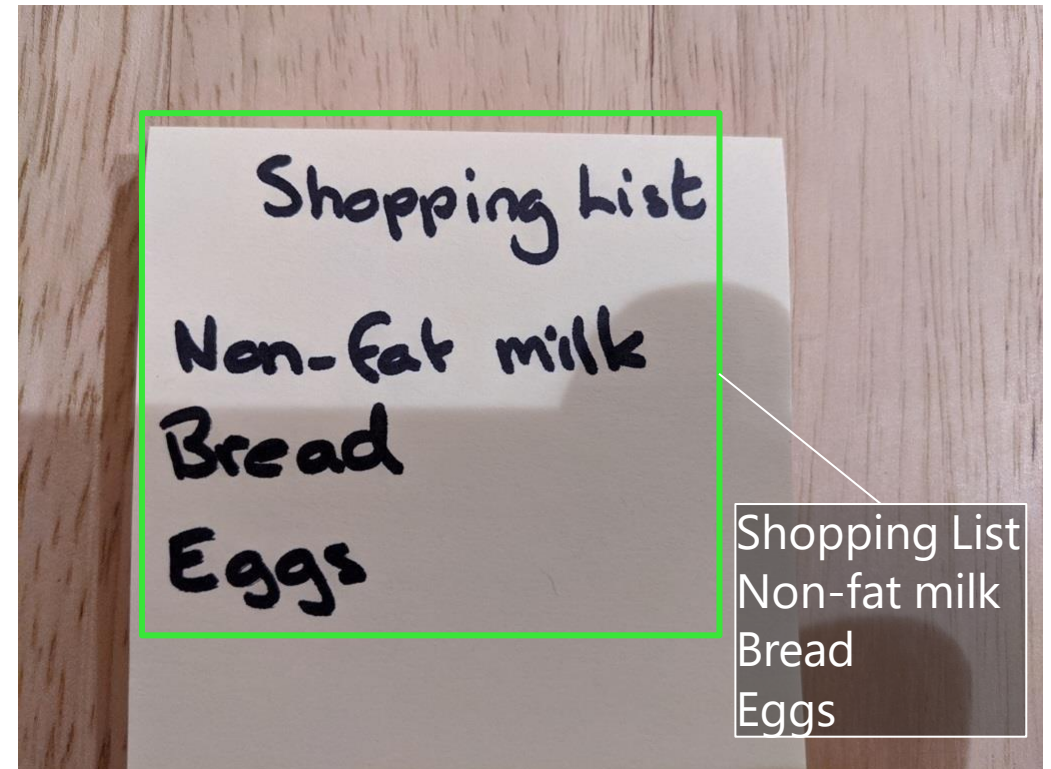 Shopping List
Non-fat milk
Bread
Eggs
Shopping List
Non-fat milk
Bread
Eggs